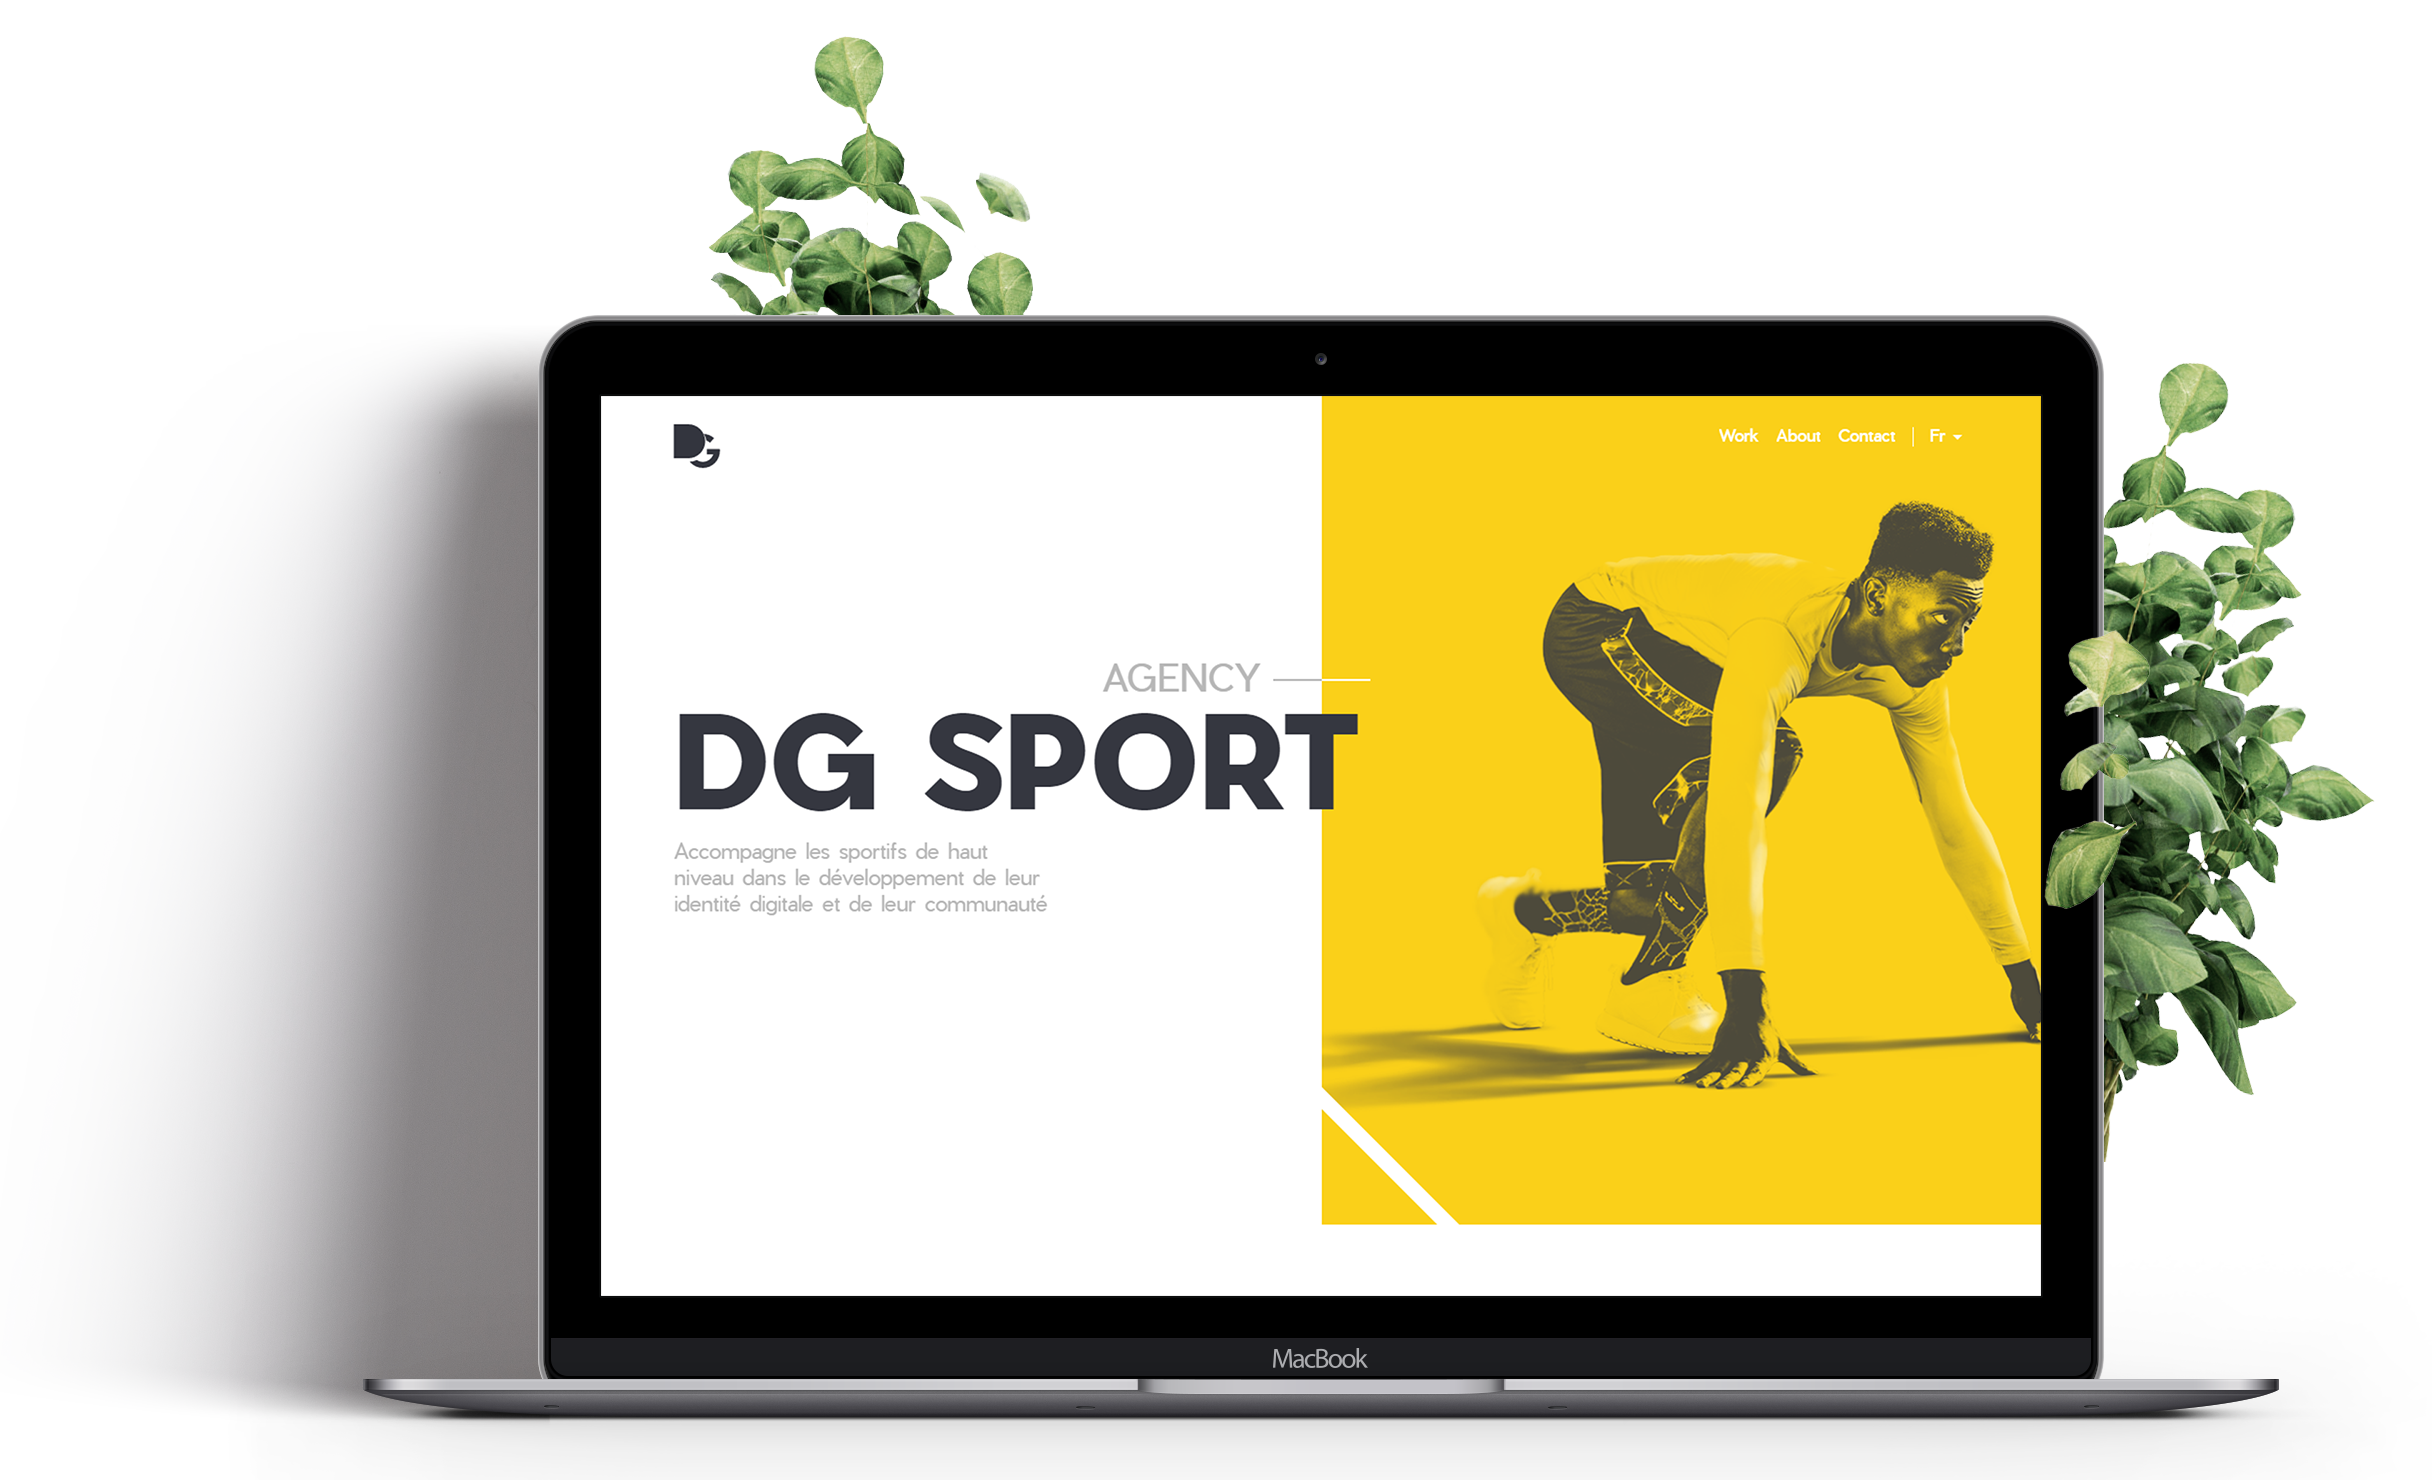 DG
Work About Contact | Fr
AGENCY
DG SPORT
Accompagne les sportifs de haut
niveau dans le développement de leur
identité digitale et de leur communauté
MacBook